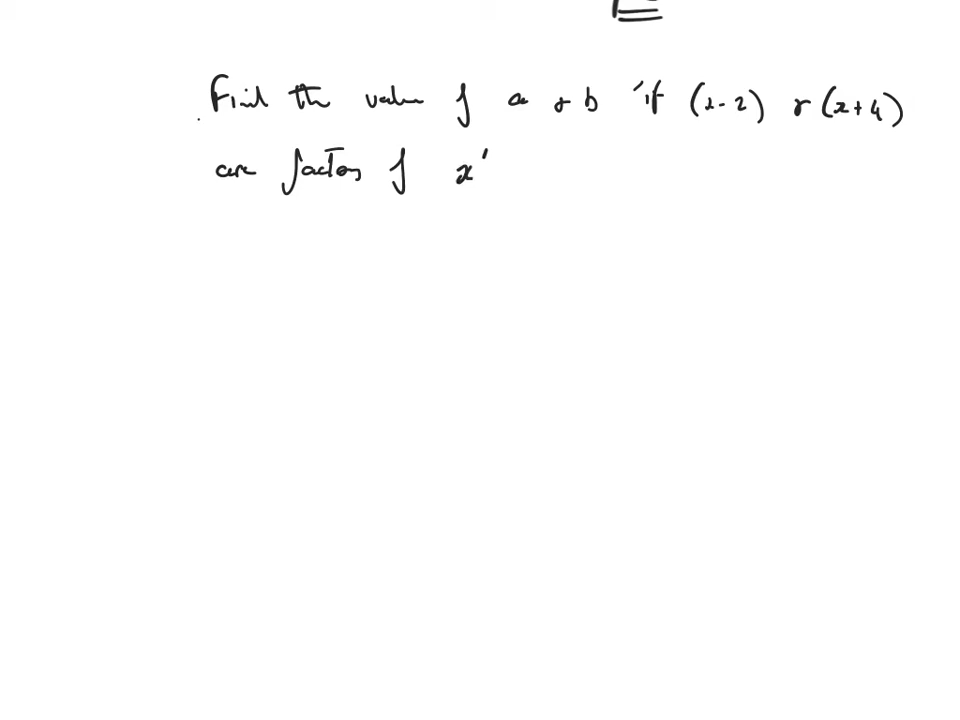 Find the value of a & b if (x-2) & (x+4)
are factors of x'